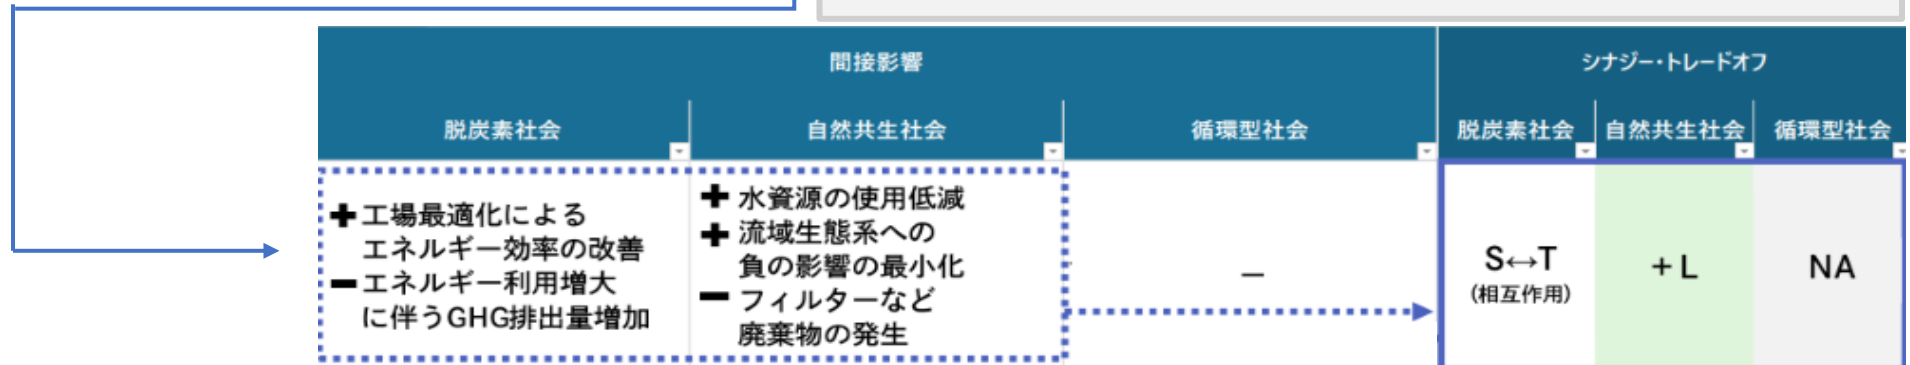 間接影響
シナジー・トレードオフ
脱炭素社会
自然共生社会
循環型社会
脱炭素社会
自然共生社会
循環型社会
+工場最適化による
エネルギー効率の改善
−エネルギー利用増大
に伴うGHG排出量増加
+水資源の使用低減
+流域生態系への
負の影響の最小化
−フィルターなど
廃棄物の発生
−
S↔T
(相互作用)
+L
NA